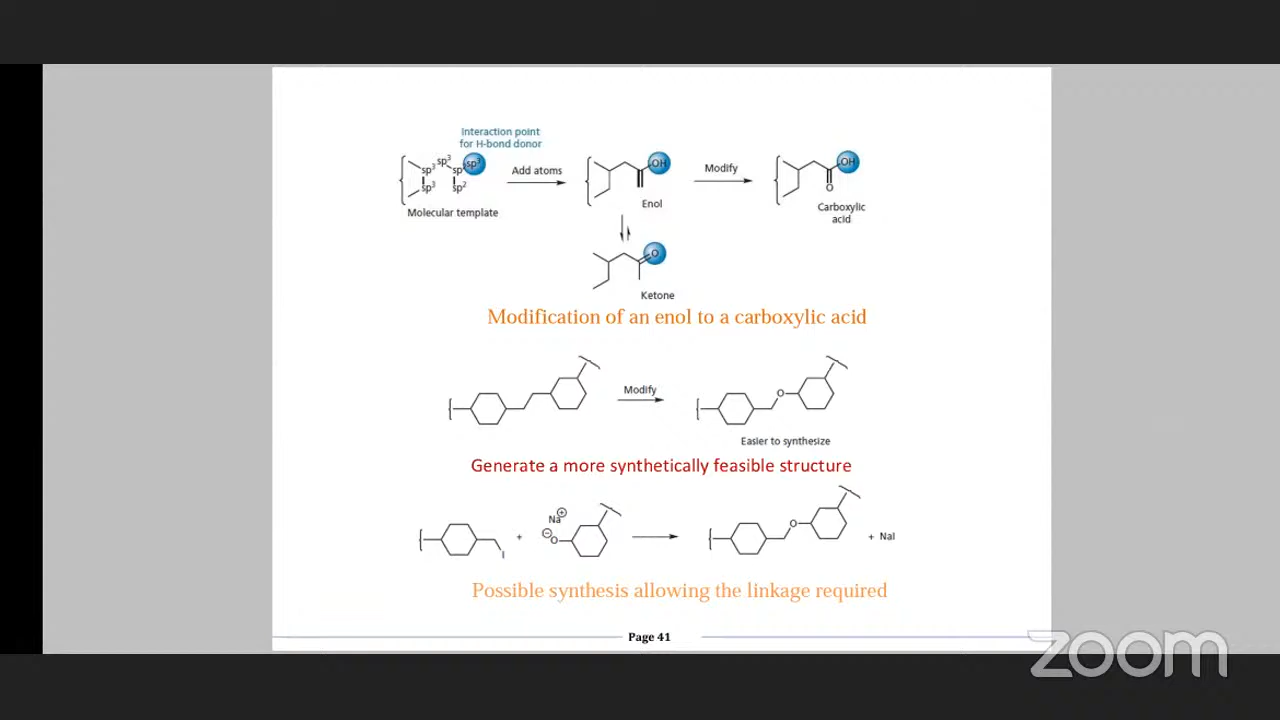 Interaction point
for H-bond donor
sp³
sp³
sp³
sp²
sp³
sp²
Molecular template
Add atoms
OH
Enol
Modify
OH
O
Carboxylic
acid
O
Ketone
Modification of an enol to a carboxylic acid
Modify
O
Easier to synthesize
Generate a more synthetically feasible structure
I
+
Na⊕
⊖O
O
+ NaI
Possible synthesis allowing the linkage required
Page 41
zoom